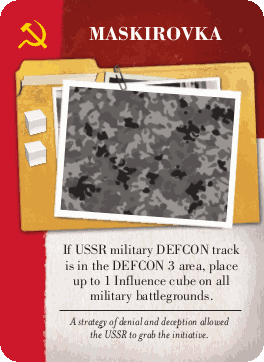 MASKIROVKA
If USSR military DEFCON track
is in the DEFCON 3 area, place
up to 1 Influence cube on all
military battlegrounds.
A strategy of denial and deception allowed
the USSR to grab the initiative.